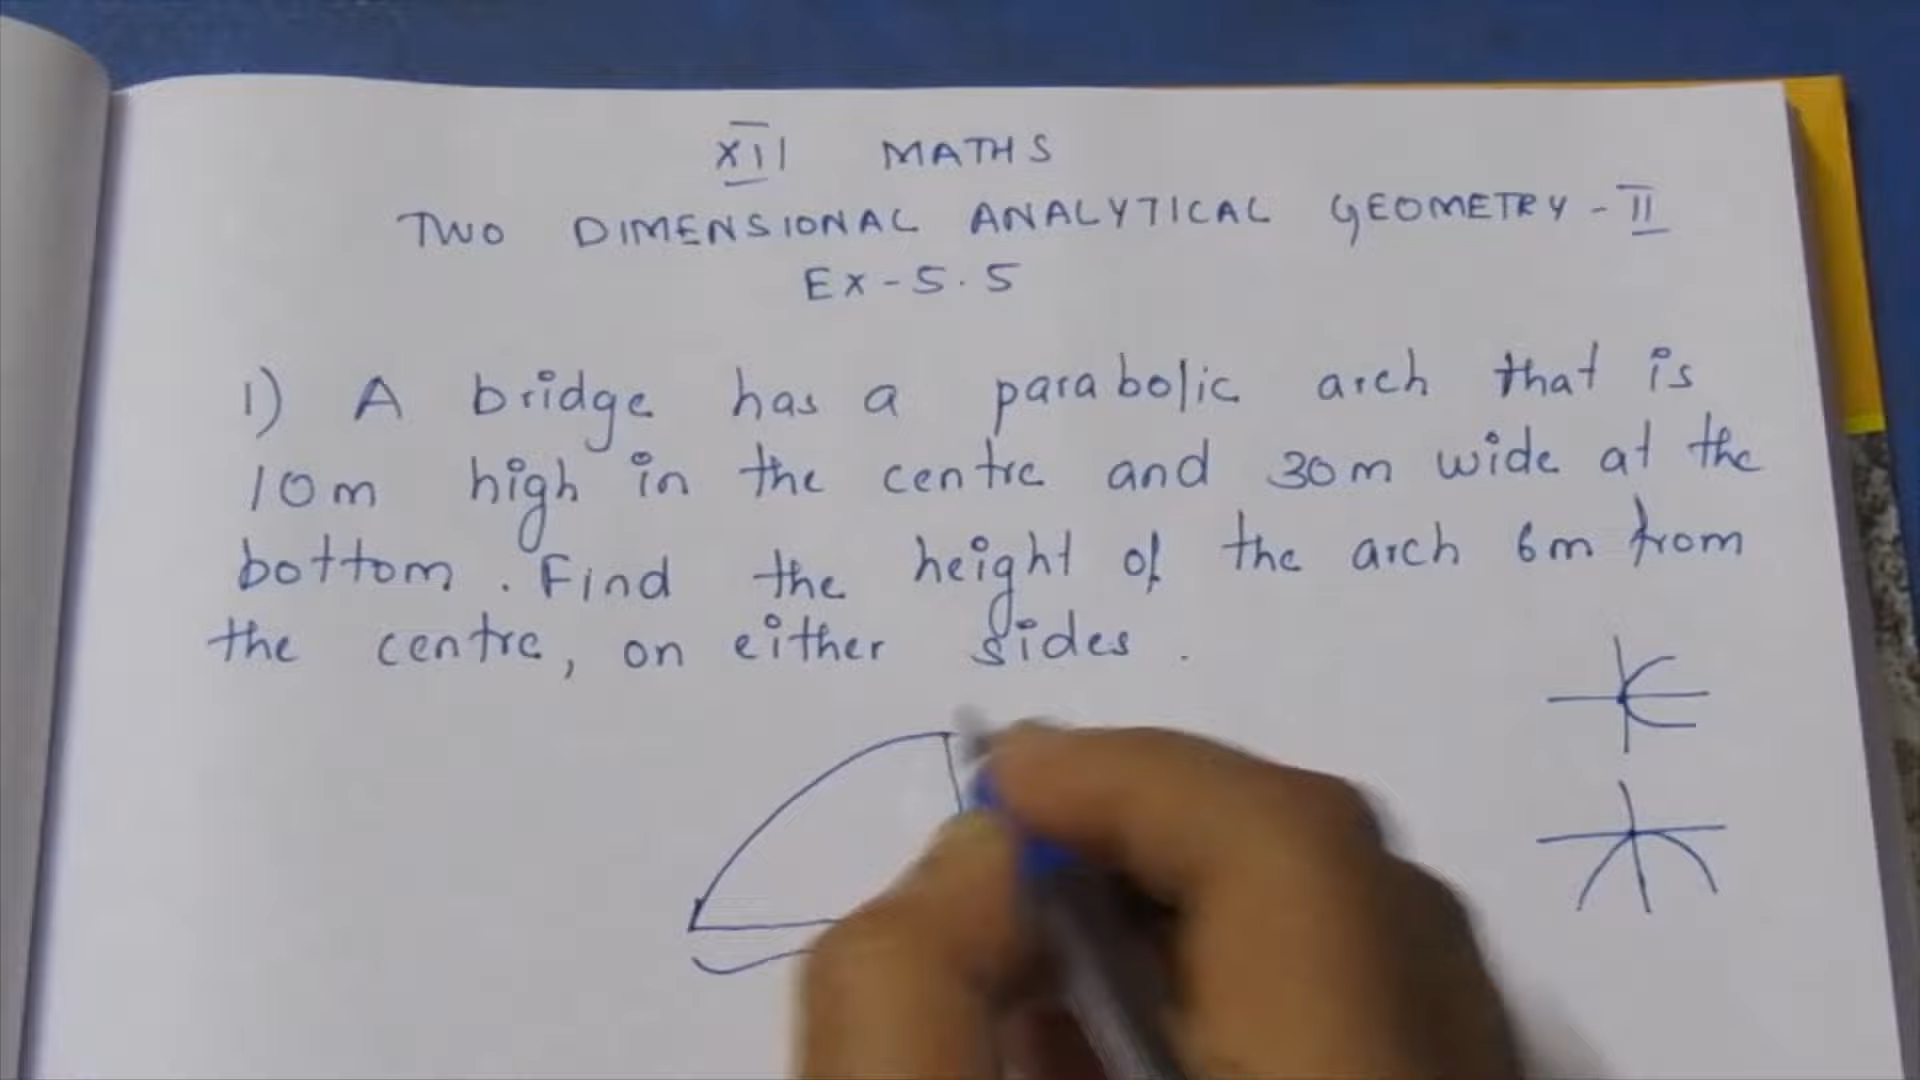 XII MATHS
TWO DIMENSIONAL ANALYTICAL GEOMETRY - II
Ex - 5.5
1) A bridge has a parabolic arch that is
10m high in the centre and 30m wide at the
bottom. Find the height of the arch 6m from
the centre, on either sides.